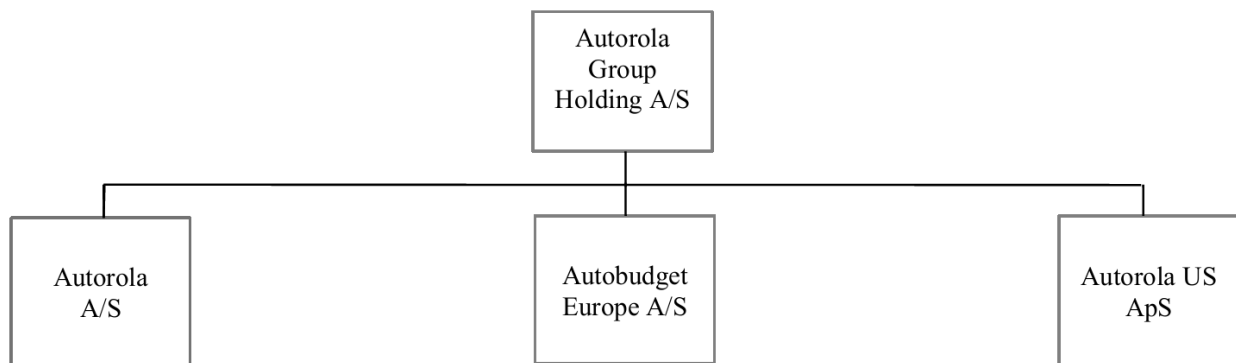 Autorola
Group
Holding A/S
Autorola
A/S
Autobudget
Europe A/S
Autorola US
ApS